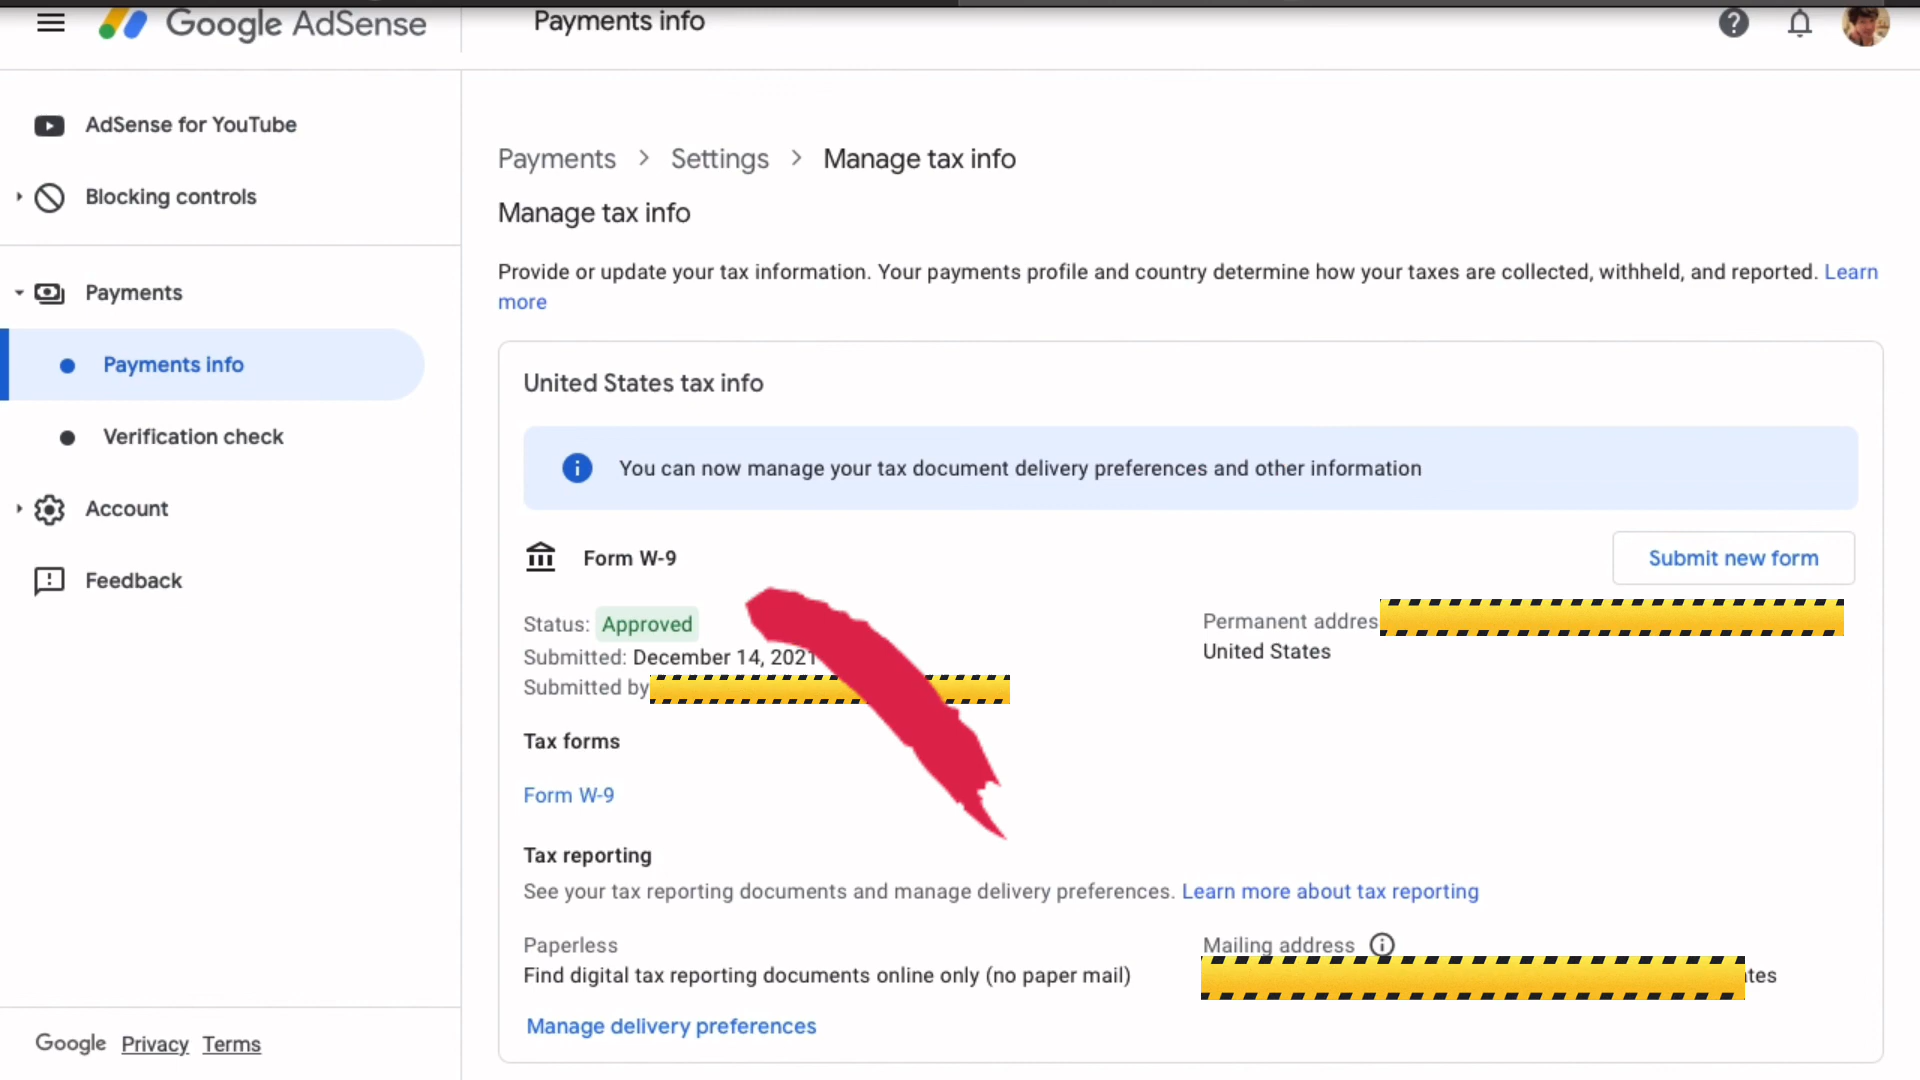 Google AdSense
Payments info
AdSense for YouTube
Blocking controls
Payments
Payments info
Verification check
Account
Feedback
Google Privacy Terms
Payments > Settings > Manage tax info
Manage tax info
Provide or update your tax information. Your payments profile and country determine how your taxes are collected, withheld, and reported. Learn
more
United States tax info
You can now manage your tax document delivery preferences and other information
Form W-9
Submit new form
Status: Approved
Submitted: December 14, 2021
Submitted by
Permanent addres
United States
Tax forms
Form W-9
Tax reporting
See your tax reporting documents and manage delivery preferences. Learn more about tax reporting
Paperless
Find digital tax reporting documents online only (no paper mail)
Mailing address
tes
Manage delivery preferences